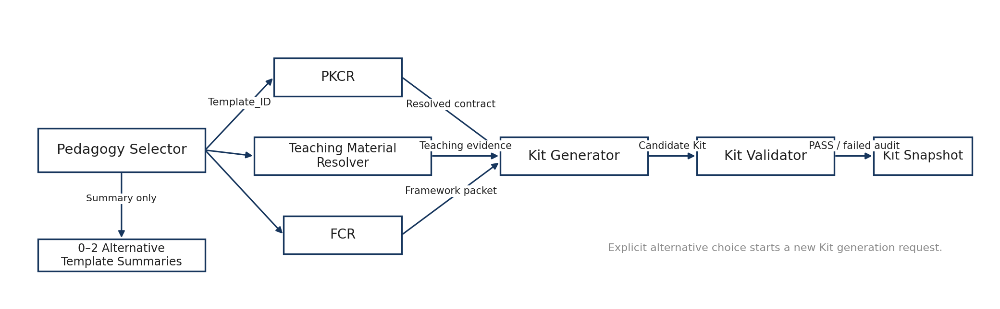 PKCR
Template_ID
Resolved contract
Pedagogy Selector
Teaching Material
Resolver
Teaching evidence
Kit Generator
Candidate Kit
Kit Validator
PASS / failed audit
Kit Snapshot
Summary only
Framework packet
FCR
0–2 Alternative
Template Summaries
Explicit alternative choice starts a new Kit generation request.